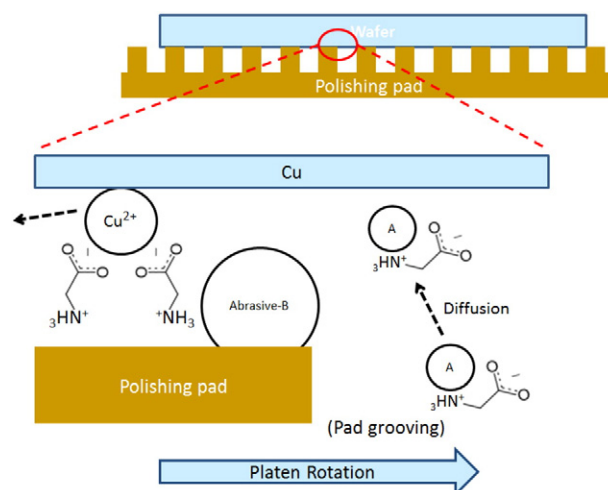 Wafer
Polishing pad
Cu
Cu²⁺
O O O O
₃HN⁺ ⁺NH₃
Abrasive-B
A
₃HN⁺ O O⁻
Diffusion
A
₃HN⁺ O O⁻
Polishing pad
(Pad grooving)
Platen Rotation